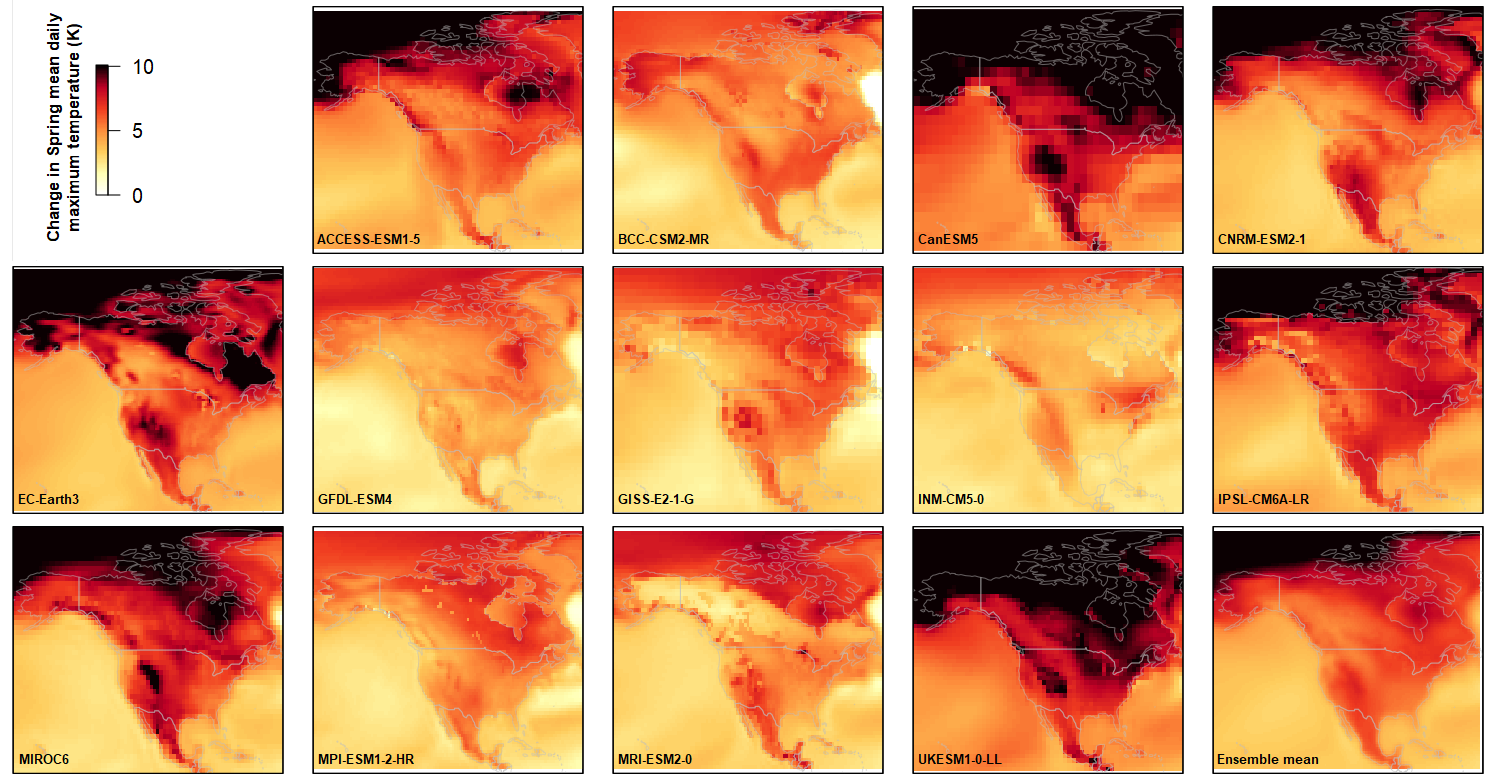 Change in Spring mean daily
maximum temperature (K)
10
5
0
ACCESS-ESM1-5
BCC-CSM2-MR
CanESM5
CNRM-ESM2-1
EC-Earth3
GFDL-ESM4
GISS-E2-1-G
INM-CM5-0
IPSL-CM6A-LR
MIROC6
MPI-ESM1-2-HR
MRI-ESM2-0
UKESM1-0-LL
Ensemble mean